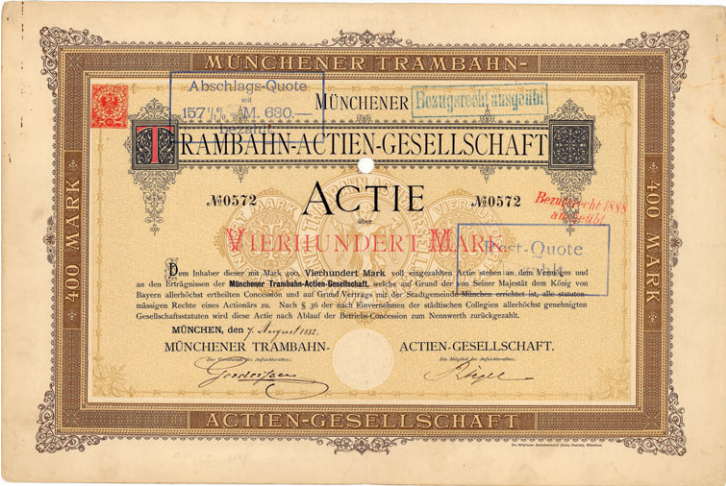 MÜNCHENER TRAMBAHN-
Abschlags-Quote
mit
157½% = M. 630.—
bezahlt
MÜNCHENER
Bezugsrecht ausgeübt
TRAMBAHN-ACTIEN-GESELLSCHAFT
ACTIE
№ 0572
№ 0572
über
VIERHUNDERT MARK
Bezugsrecht 1888
ausgeübt
Rest-Quote
Dem Inhaber dieser mit Mark 400, Vierhundert Mark voll eingezahlten Actie stehen an dem Vermögen und
an den Erträgnissen der Münchener Trambahn-Actien-Gesellschaft, welche auf Grund der von Seiner Majestät dem König von
Bayern allerhöchst ertheilten Concession und auf Grund Vertrags mit der Stadtgemeinde München errichtet ist, alle statuten-
mässigen Rechte eines Actionärs zu. Nach § 36 der nach Einvernehmen der städtischen Collegien allerhöchst genehmigten
Gesellschaftsstatuten wird diese Actie nach Ablauf der Betriebs-Concession zum Nennwerth zurückgezahlt.
MÜNCHEN, den 7. August 1882.
MÜNCHENER TRAMBAHN-
ACTIEN-GESELLSCHAFT.
Der Vorsitzende des Aufsichtsrathes:
Ein Mitglied des Aufsichtsrathes:
400 MARK
400 MARK
ACTIEN-GESELLSCHAFT